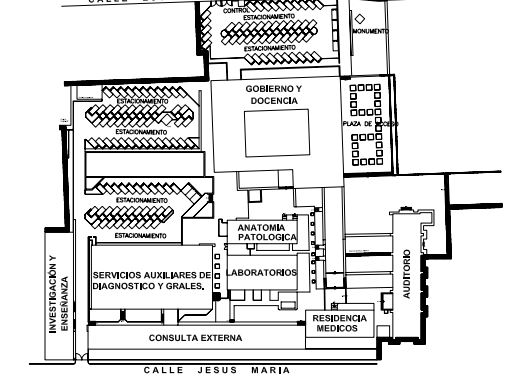 CALLE
CONTROL
ESTACIONAMIENTO
ESTACIONAMIENTO
MONUMENTO
GOBIERNO Y
DOCENCIA
ESTACIONAMIENTO
PLAZA DE ACCESO
ESTACIONAMIENTO
ESTACIONAMIENTO
ESTACIONAMIENTO
ANATOMIA
PATOLOGICA
SERVICIOS AUXILIARES DE
DIAGNOSTICO Y GRALES.
LABORATORIOS
AUDITORIO
INVESTIGACIÓN Y
ENSEÑANZA
RESIDENCIA
MEDICOS
CONSULTA EXTERNA
CALLE JESUS MARIA